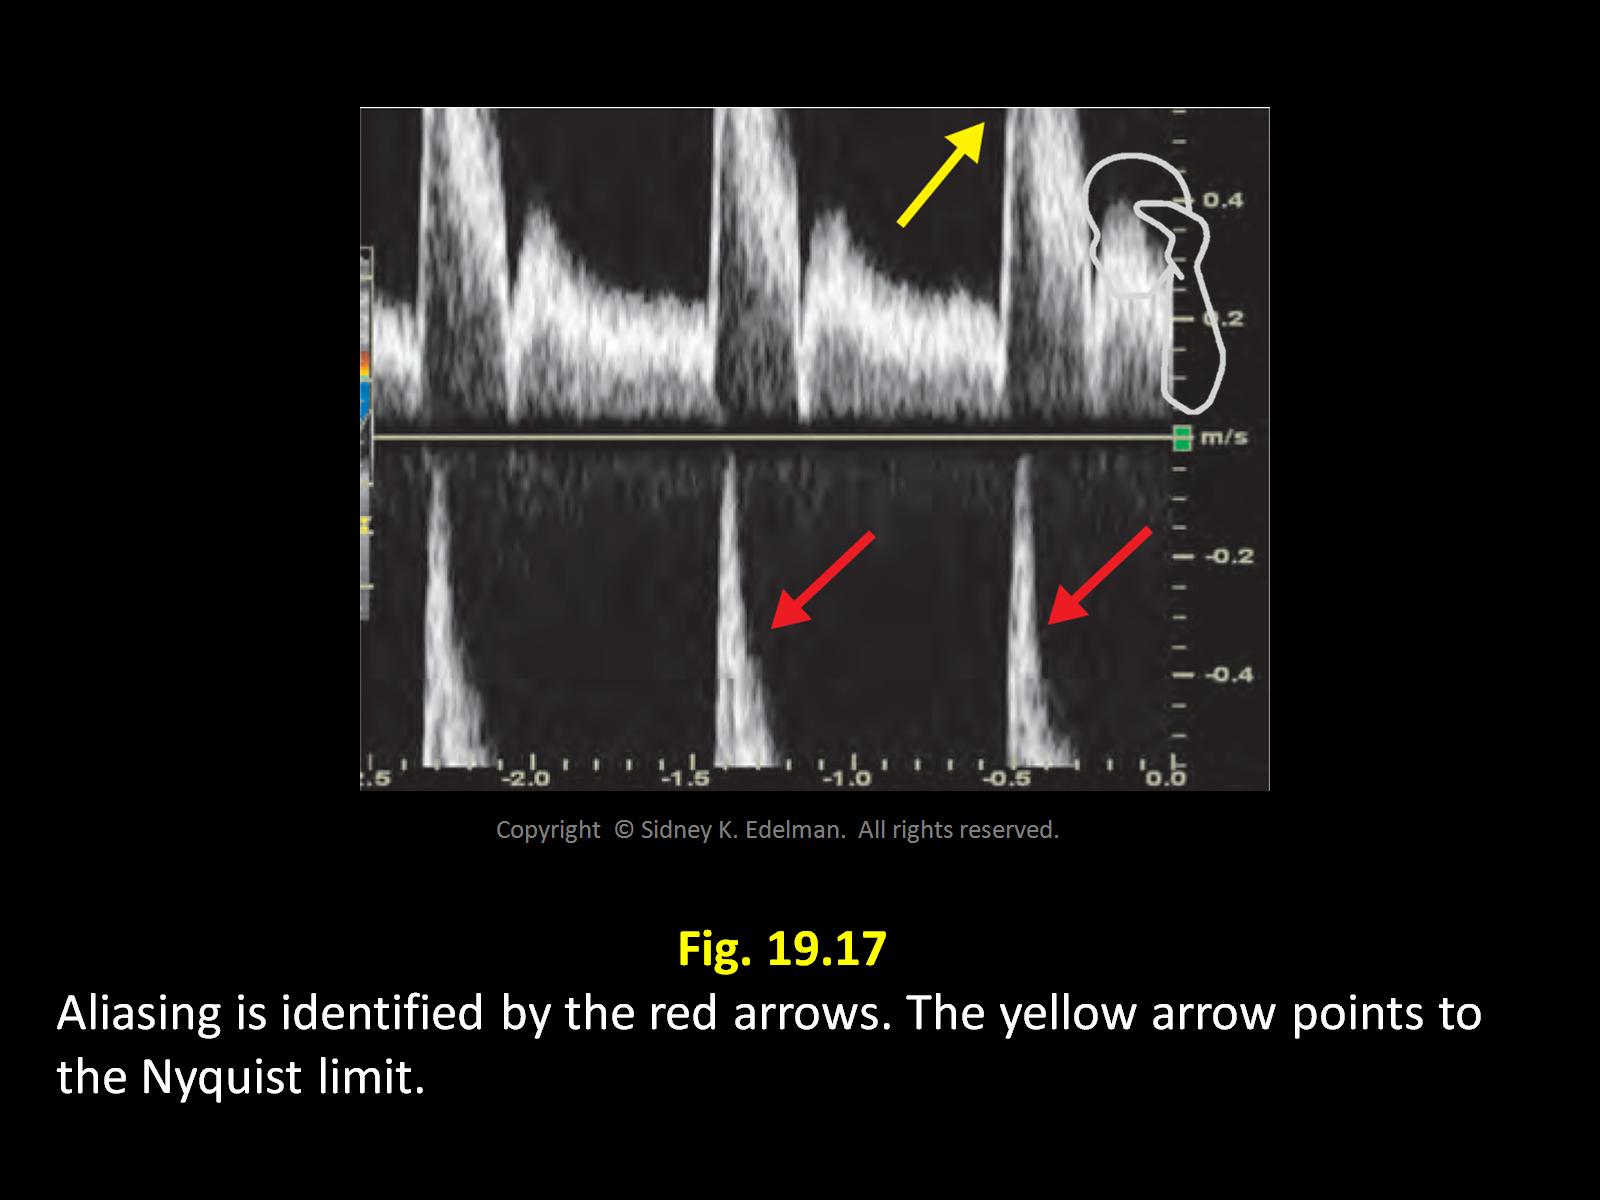 0.4
0.2
m/s
-0.2
-0.4
.5 -2.0 -1.5 -1.0 -0.5 0.0
Copyright © Sidney K. Edelman. All rights reserved.
Fig. 19.17
Aliasing is identified by the red arrows. The yellow arrow points to
the Nyquist limit.